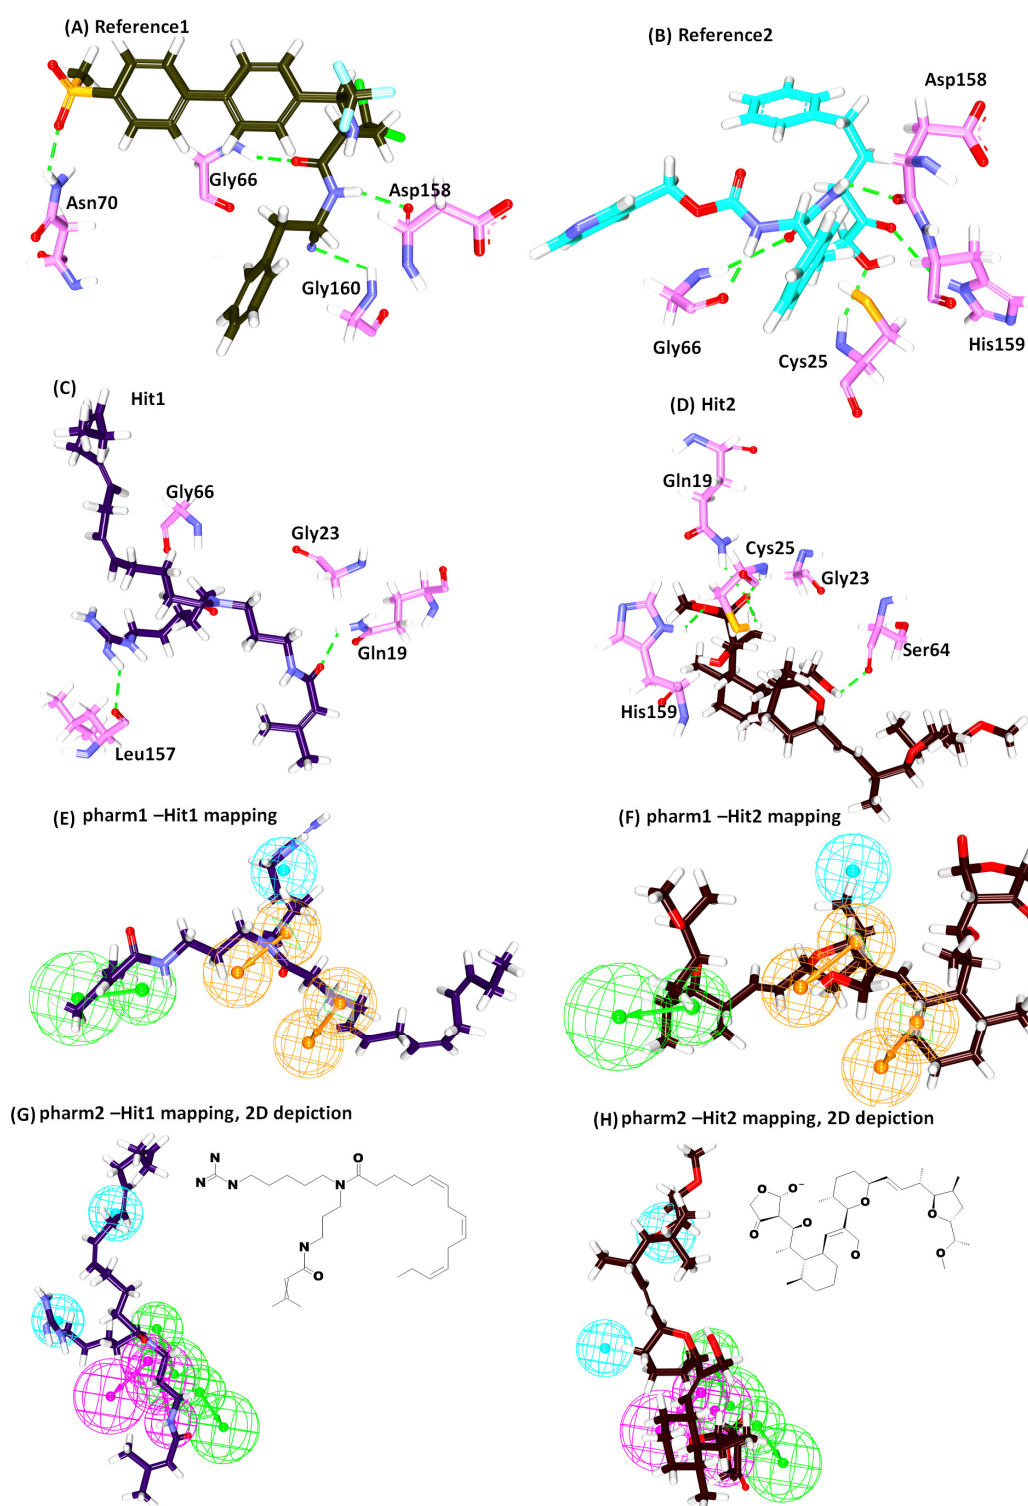 (A) Reference1
(B) Reference2
Asp158
Gly66
Asn70
Asp158
Gly160
Gly66
Cys25
His159
(C)
Hit1
(D) Hit2
Gly66
Gly23
Gln19
Leu157
Gln19
Cys25
Gly23
Ser64
His159
(E) pharm1 –Hit1 mapping
(F) pharm1 –Hit2 mapping
(G) pharm2 –Hit1 mapping, 2D depiction
(H) pharm2 –Hit2 mapping, 2D depiction
N
N N
N
O
N
O
O
O−
O
O
O
O
O
O